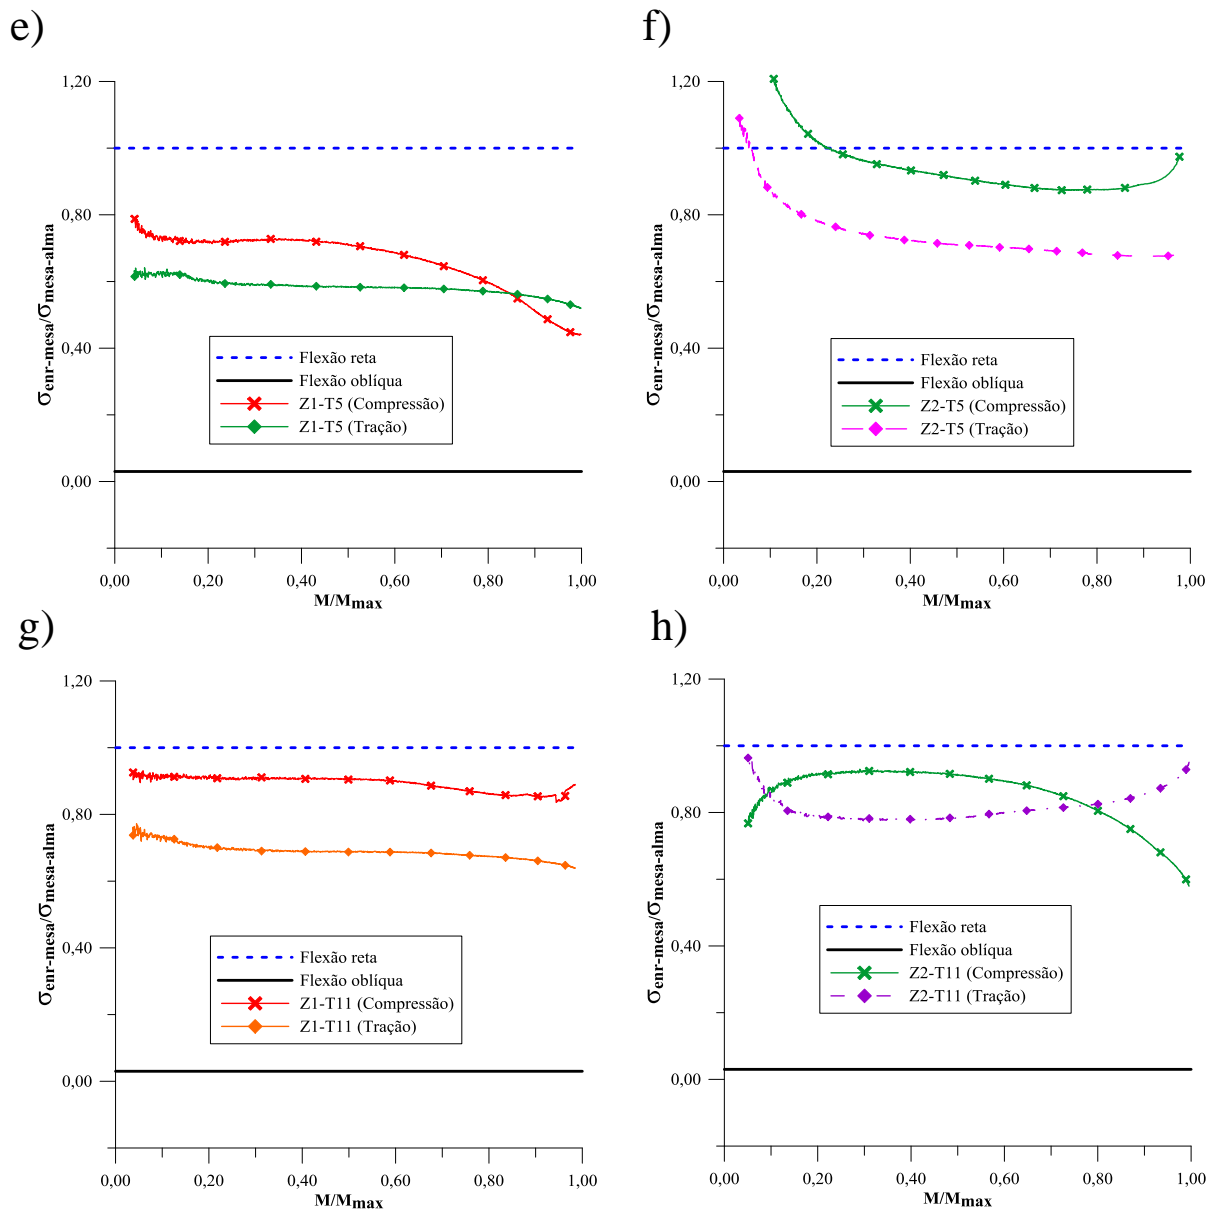 e)
1,20
0,80
0,40
0,00
σenr-mesa/σmesa-alma
Flexão reta
Flexão oblíqua
Z1-T5 (Compressão)
Z1-T5 (Tração)
0,00 0,20 0,40 0,60 0,80 1,00
M/Mmax
f)
1,20
0,80
0,40
0,00
σenr-mesa/σmesa-alma
Flexão reta
Flexão oblíqua
Z2-T5 (Compressão)
Z2-T5 (Tração)
0,00 0,20 0,40 0,60 0,80 1,00
M/Mmax
g)
1,20
0,80
0,40
0,00
σenr-mesa/σmesa-alma
Flexão reta
Flexão oblíqua
Z1-T11 (Compressão)
Z1-T11 (Tração)
0,00 0,20 0,40 0,60 0,80 1,00
M/Mmax
h)
1,20
0,80
0,40
0,00
σenr-mesa/σmesa-alma
Flexão reta
Flexão oblíqua
Z2-T11 (Compressão)
Z2-T11 (Tração)
0,00 0,20 0,40 0,60 0,80 1,00
M/Mmax